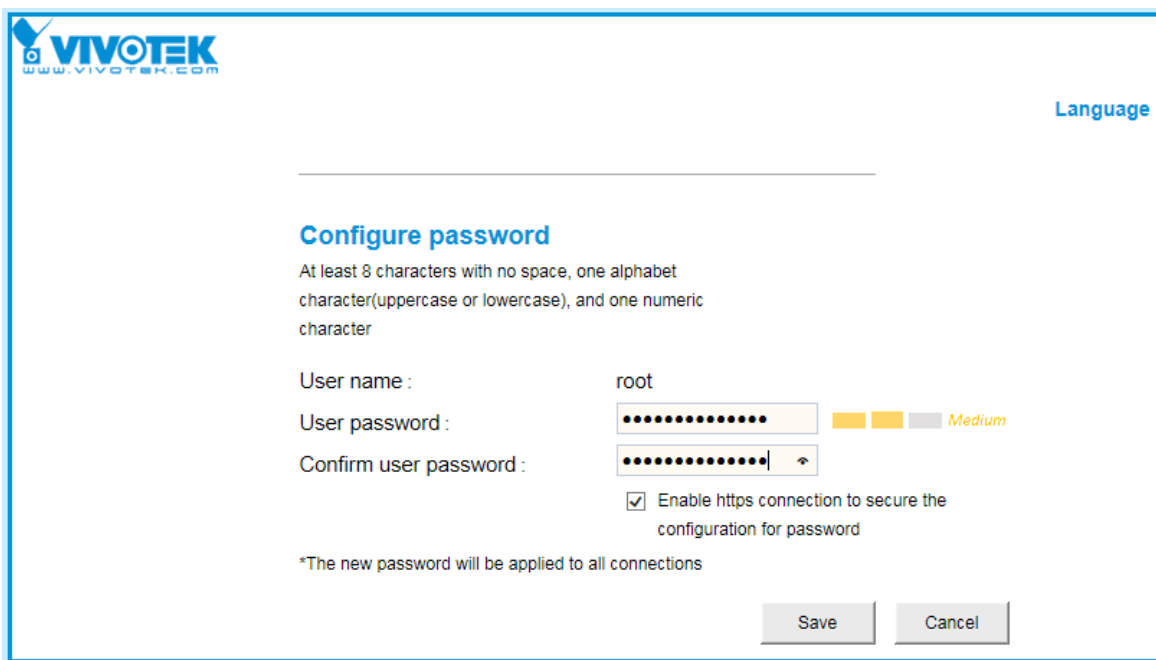 VIVOTEK
www.vivotek.com
Language
Configure password
At least 8 characters with no space, one alphabet
character(uppercase or lowercase), and one numeric
character
User name : root
User password : •••••••••••••• Medium
Confirm user password : ••••••••••••••
Enable https connection to secure the
configuration for password
*The new password will be applied to all connections
Save Cancel